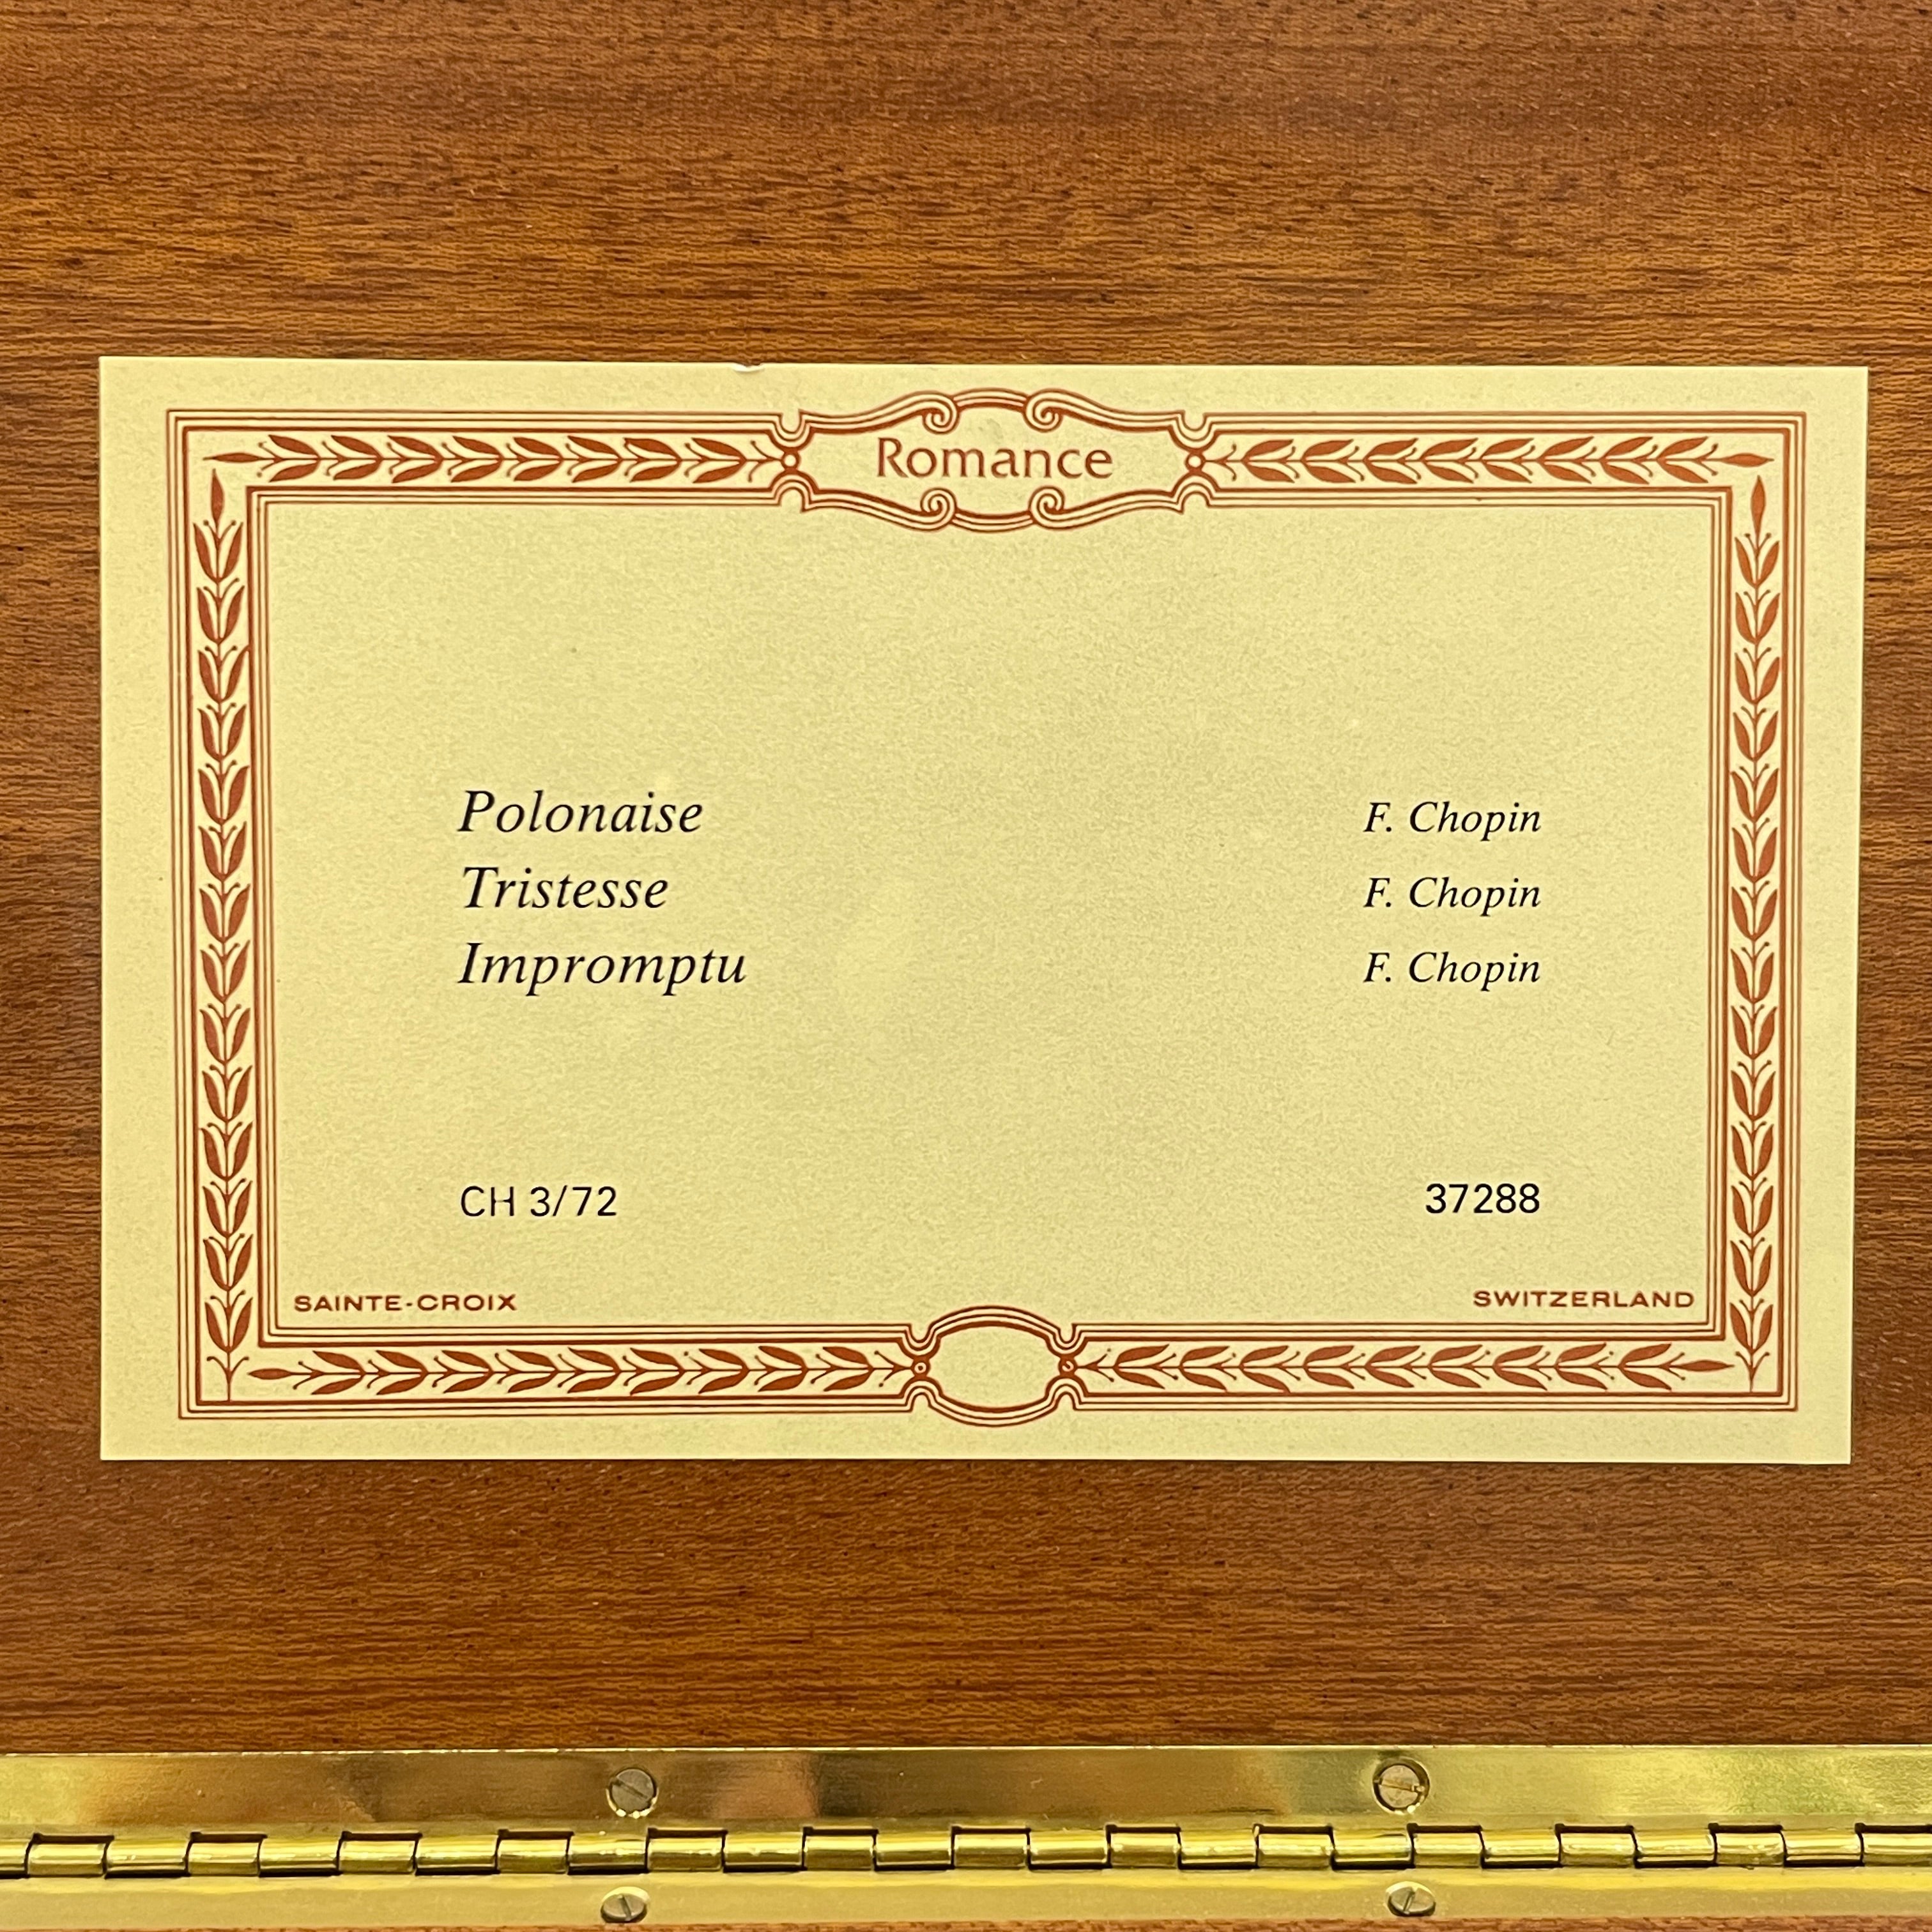 Romance
Polonaise F. Chopin
Tristesse F. Chopin
Impromptu F. Chopin
CH 3/72 37288
SAINTE-CROIX SWITZERLAND